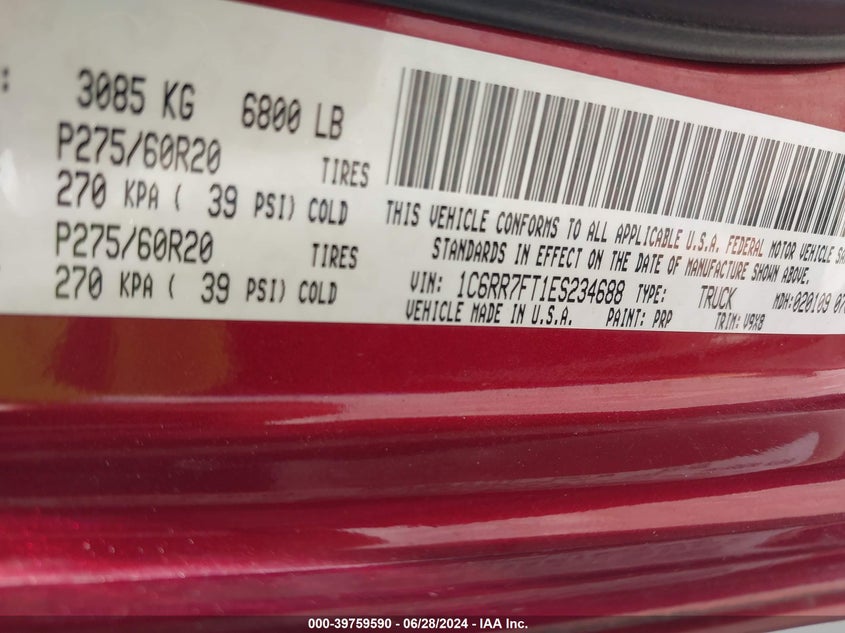 3085 KG 6800 LB
P275/60R20 TIRES
270 KPA ( 39 PSI) COLD
P275/60R20 TIRES
270 KPA ( 39 PSI) COLD
THIS VEHICLE CONFORMS TO ALL APPLICABLE U.S.A. FEDERAL MOTOR VEHICLE
STANDARDS IN EFFECT ON THE DATE OF MANUFACTURE SHOWN ABOVE.
VIN: 1C6RR7FT1ES234688 TYPE: TRUCK MDH:020109
VEHICLE MADE IN U.S.A. PAINT: PRP TRIM: V9X8
000-39759590 - 06/28/2024 - IAA Inc.